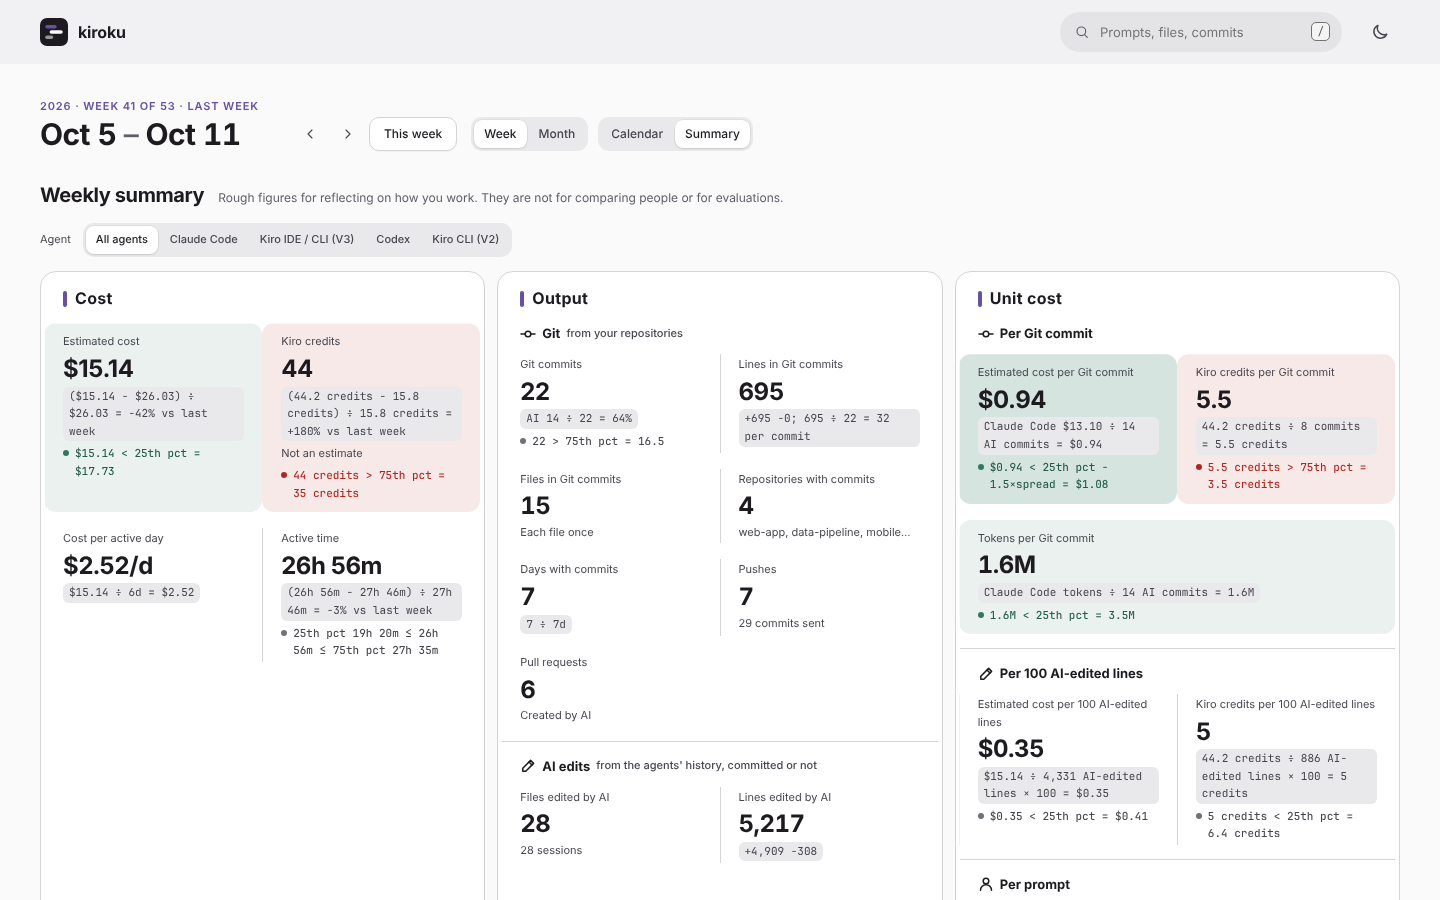 kiroku
Prompts, files, commits
/
2026 · WEEK 41 OF 53 · LAST WEEK
Oct 5 – Oct 11
This week
Week
Month
Calendar
Summary
Weekly summary
Rough figures for reflecting on how you work. They are not for comparing people or for evaluations.
Agent
All agents
Claude Code
Kiro IDE / CLI (V3)
Codex
Kiro CLI (V2)
Cost
Estimated cost
$15.14
($15.14 - $26.03) ÷
$26.03 = -42% vs last
week
$15.14 < 25th pct =
$17.73
Kiro credits
44
(44.2 credits - 15.8
credits) ÷ 15.8 credits =
+180% vs last week
Not an estimate
44 credits > 75th pct =
35 credits
Cost per active day
$2.52/d
$15.14 ÷ 6d = $2.52
Active time
26h 56m
(26h 56m - 27h 46m) ÷ 27h
46m = -3% vs last week
25th pct 19h 20m ≤ 26h
56m ≤ 75th pct 27h 35m
Output
Git from your repositories
Git commits
22
AI 14 ÷ 22 = 64%
22 > 75th pct = 16.5
Lines in Git commits
695
+695 -0; 695 ÷ 22 = 32
per commit
Files in Git commits
15
Each file once
Repositories with commits
4
web-app, data-pipeline, mobile...
Days with commits
7
7 ÷ 7d
Pushes
7
29 commits sent
Pull requests
6
Created by AI
AI edits from the agents' history, committed or not
Files edited by AI
28
28 sessions
Lines edited by AI
5,217
+4,909 -308
Unit cost
Per Git commit
Estimated cost per Git commit
$0.94
Claude Code $13.10 ÷ 14
AI commits = $0.94
$0.94 < 25th pct -
1.5×spread = $1.08
Kiro credits per Git commit
5.5
44.2 credits ÷ 8 commits
= 5.5 credits
5.5 credits > 75th pct =
3.5 credits
Tokens per Git commit
1.6M
Claude Code tokens ÷ 14 AI commits = 1.6M
1.6M < 25th pct = 3.5M
Per 100 AI-edited lines
Estimated cost per 100 AI-edited
lines
$0.35
$15.14 ÷ 4,331 AI-edited
lines × 100 = $0.35
$0.35 < 25th pct = $0.41
Kiro credits per 100 AI-edited lines
5
44.2 credits ÷ 886 AI-
edited lines × 100 = 5
credits
5 credits < 25th pct =
6.4 credits
Per prompt